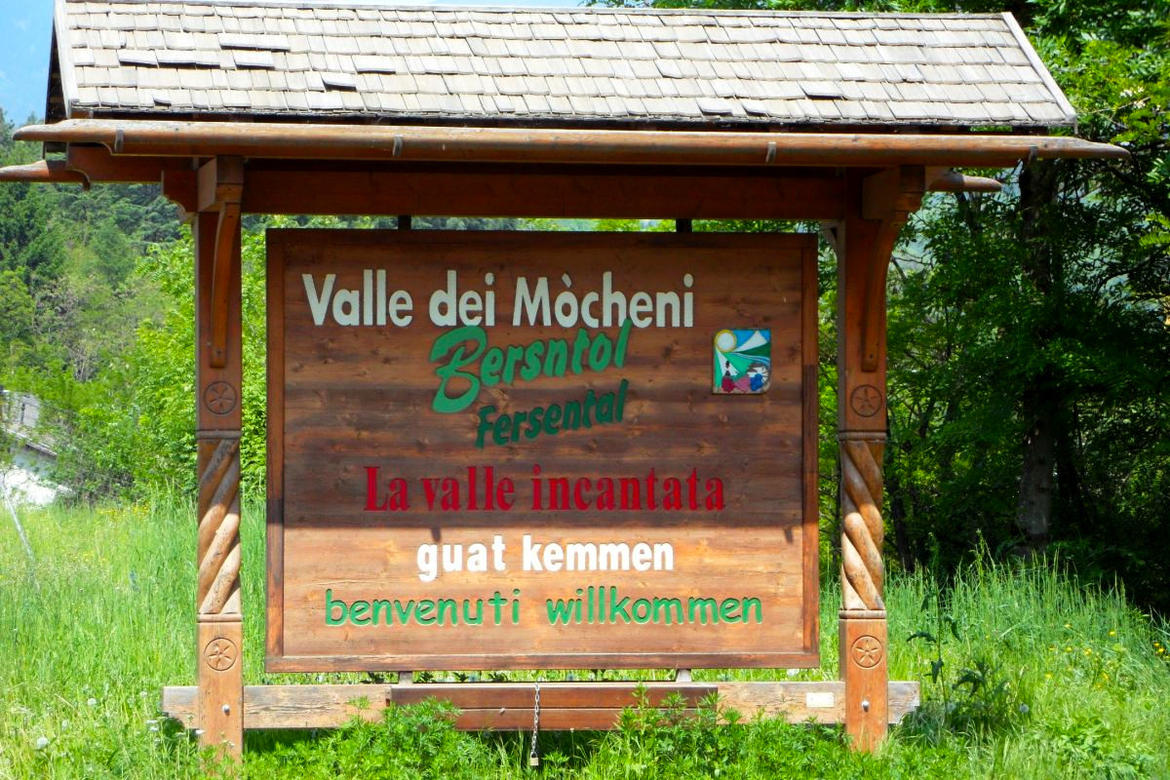 Valle dei Mòcheni
Bersntol
Fersental
La valle incantata
guat kemmen
benvenuti willkommen